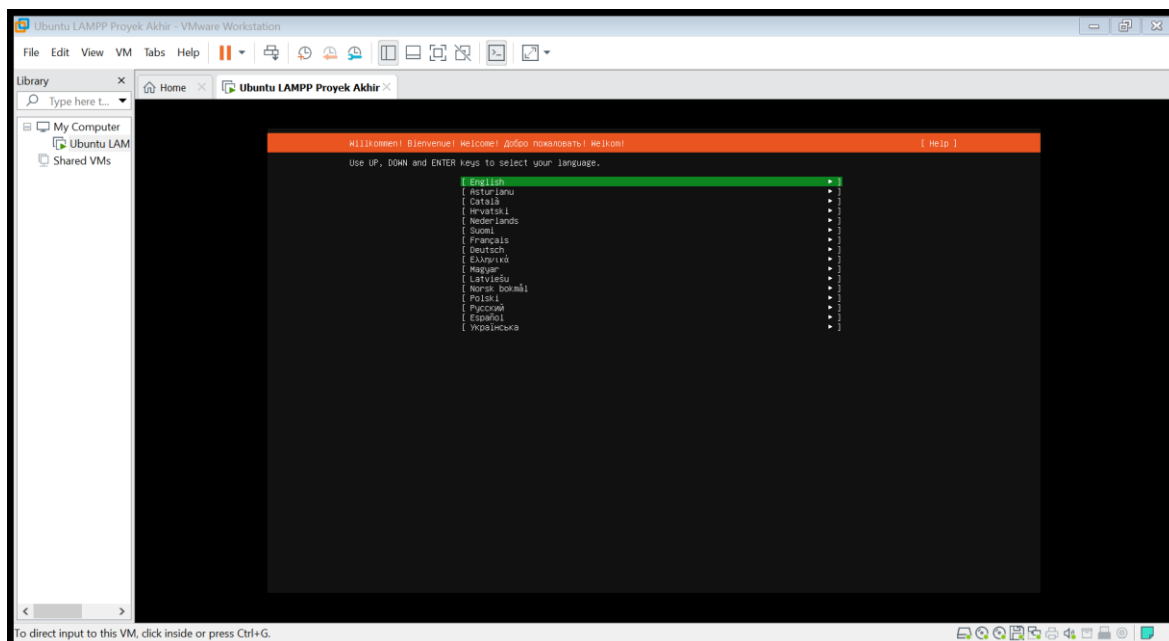 Ubuntu LAMPP Proyek Akhir - VMware Workstation
File Edit View VM Tabs Help
Library
Home
Ubuntu LAMPP Proyek Akhir
Type here t...
My Computer
Ubuntu LAM
Shared VMs
Willkommen! Bienvenue! Welcome! Добро пожаловать! Welkom! [ Help ]
Use UP, DOWN and ENTER keys to select your language.
[ English ▸ ]
[ Asturianu ▸ ]
[ Català ▸ ]
[ Hrvatski ▸ ]
[ Nederlands ▸ ]
[ Suomi ▸ ]
[ Français ▸ ]
[ Deutsch ▸ ]
[ Ελληνικά ▸ ]
[ Magyar ▸ ]
[ Latviešu ▸ ]
[ Norsk bokmål ▸ ]
[ Polski ▸ ]
[ Русский ▸ ]
[ Español ▸ ]
[ Українська ▸ ]
To direct input to this VM, click inside or press Ctrl+G.